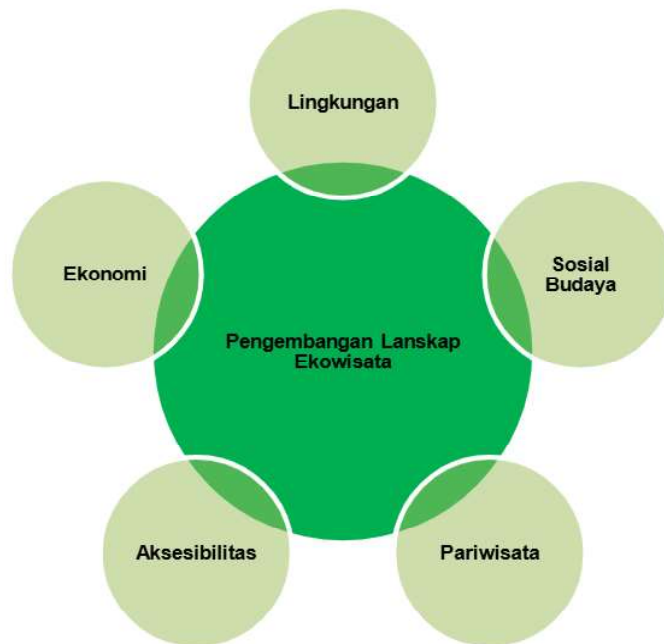 Lingkungan
Ekonomi
Sosial
Budaya
Pengembangan Lanskap
Ekowisata
Aksesibilitas
Pariwisata